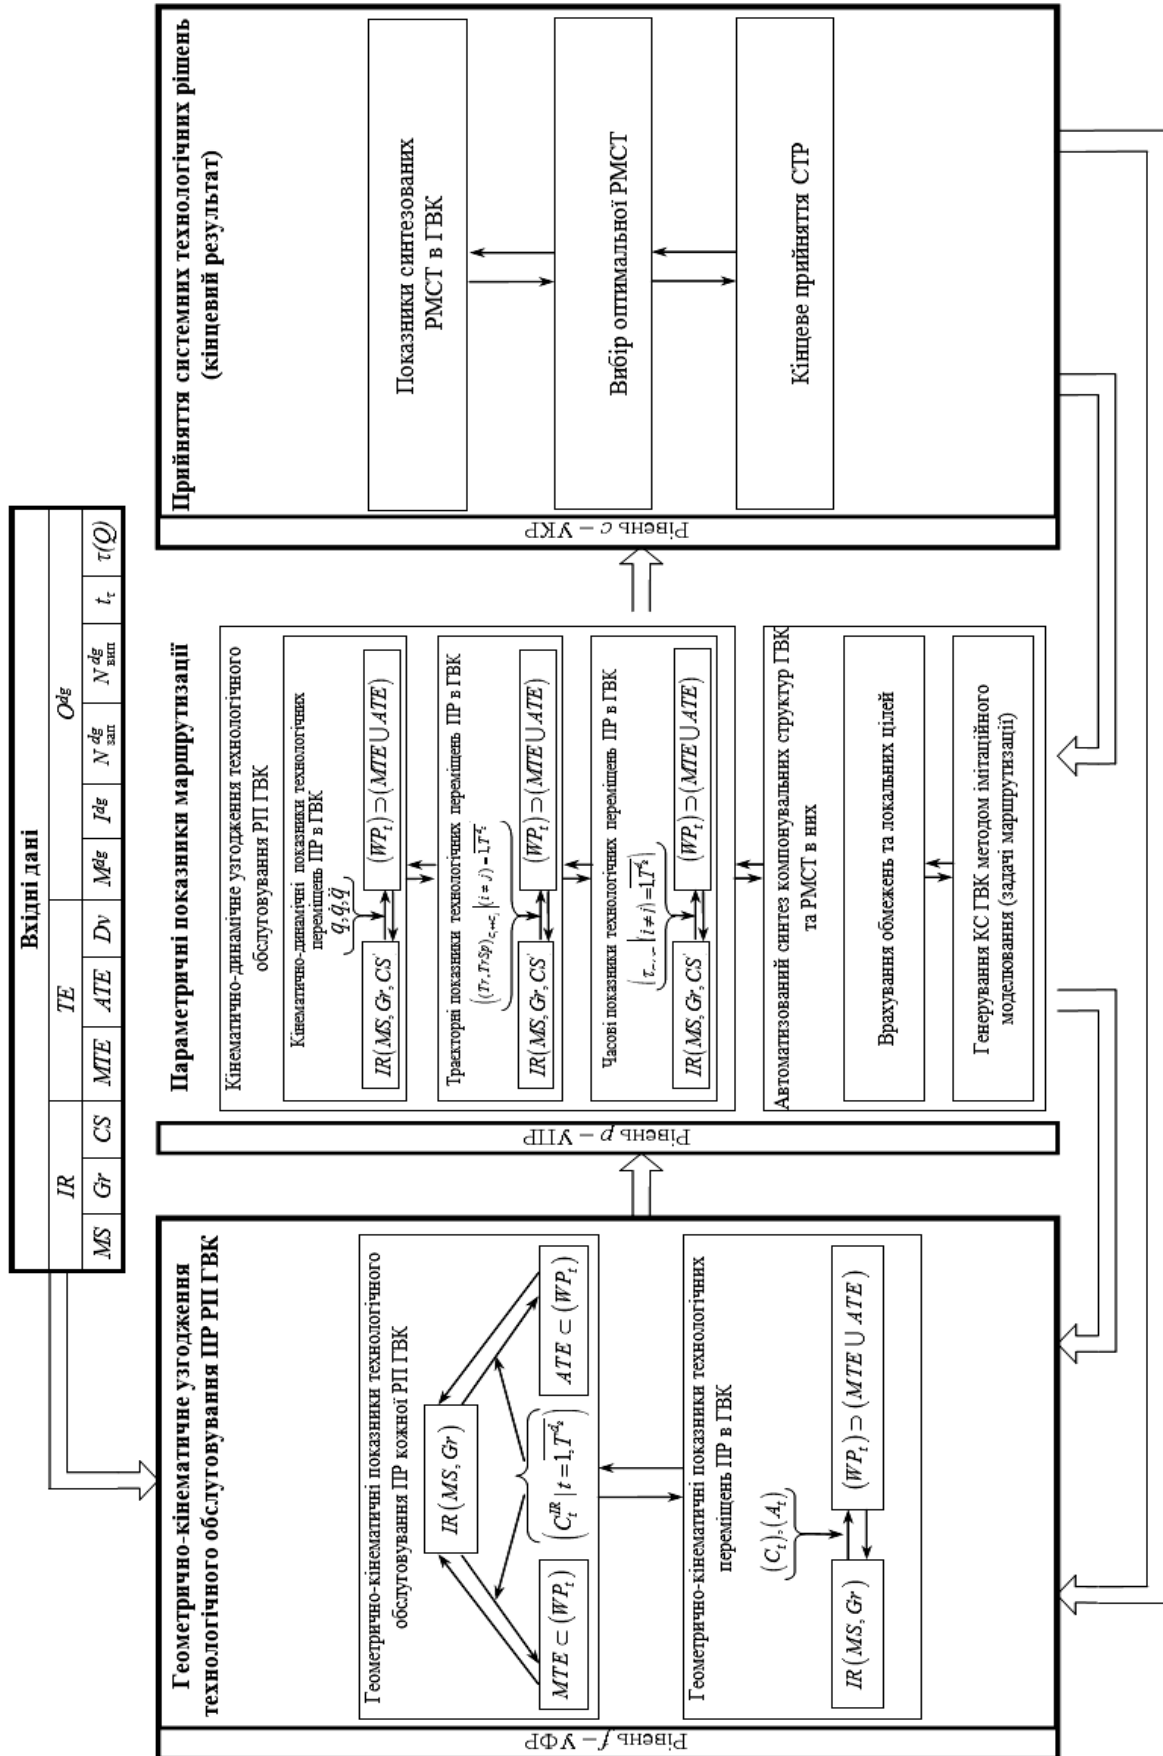 Вхідні дані
IR TE O^dg
MS Gr CS MTE ATE Dv M^dg I^dg N^dg_зап N^dg_вип t_τ τ(Q)
Рівень f – УФР
Геометрично-кінематичне узгодження
технологічного обслуговування ПР РП ГВК
Геометрично-кінематичні показники технологічного
обслуговування ПР кожної РП ГВК
IR(MS, Gr)
MTE ⊂ (WP_t)
ATE ⊂ (WP_t)
Геометрично-кінематичні показники технологічних
переміщень ПР в ГВК
(C_t), (A_t)
IR(MS, Gr)
(WP_t) ⊃ (MTE ∪ ATE)
Рівень p – УПР
Параметричні показники маршрутизації
Кінематично-динамічне узгодження технологічного
обслуговування РП ГВК
Кінематично-динамічні показники технологічних
переміщень ПР в ГВК
q, q̇, q̈
IR(MS, Gr, CS)
(WP_t) ⊃ (MTE ∪ ATE)
Траєкторні показники технологічних переміщень ПР в ГВК
IR(MS, Gr, CS)
(WP_t) ⊃ (MTE ∪ ATE)
Часові показники технологічних переміщень ПР в ГВК
IR(MS, Gr, CS)
(WP_t) ⊃ (MTE ∪ ATE)
Автоматизований синтез компонувальних структур ГВК
та РМСТ в них
Врахування обмежень та локальних цілей
Генерування КС ГВК методом імітаційного
моделювання (задачі маршрутизації)
Рівень c – УКР
Прийняття системних технологічних рішень
(кінцевий результат)
Показники синтезованих
РМСТ в ГВК
Вибір оптимальної РМСТ
Кінцеве прийняття СТР